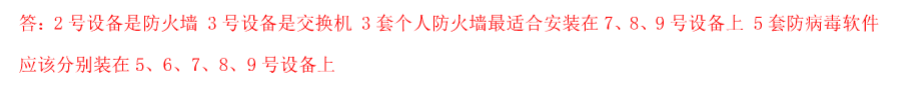 答：2 号设备是防火墙 3 号设备是交换机 3 套个人防火墙最适合安装在 7、8、9 号设备上 5 套防病毒软件
应该分别装在 5、6、7、8、9 号设备上